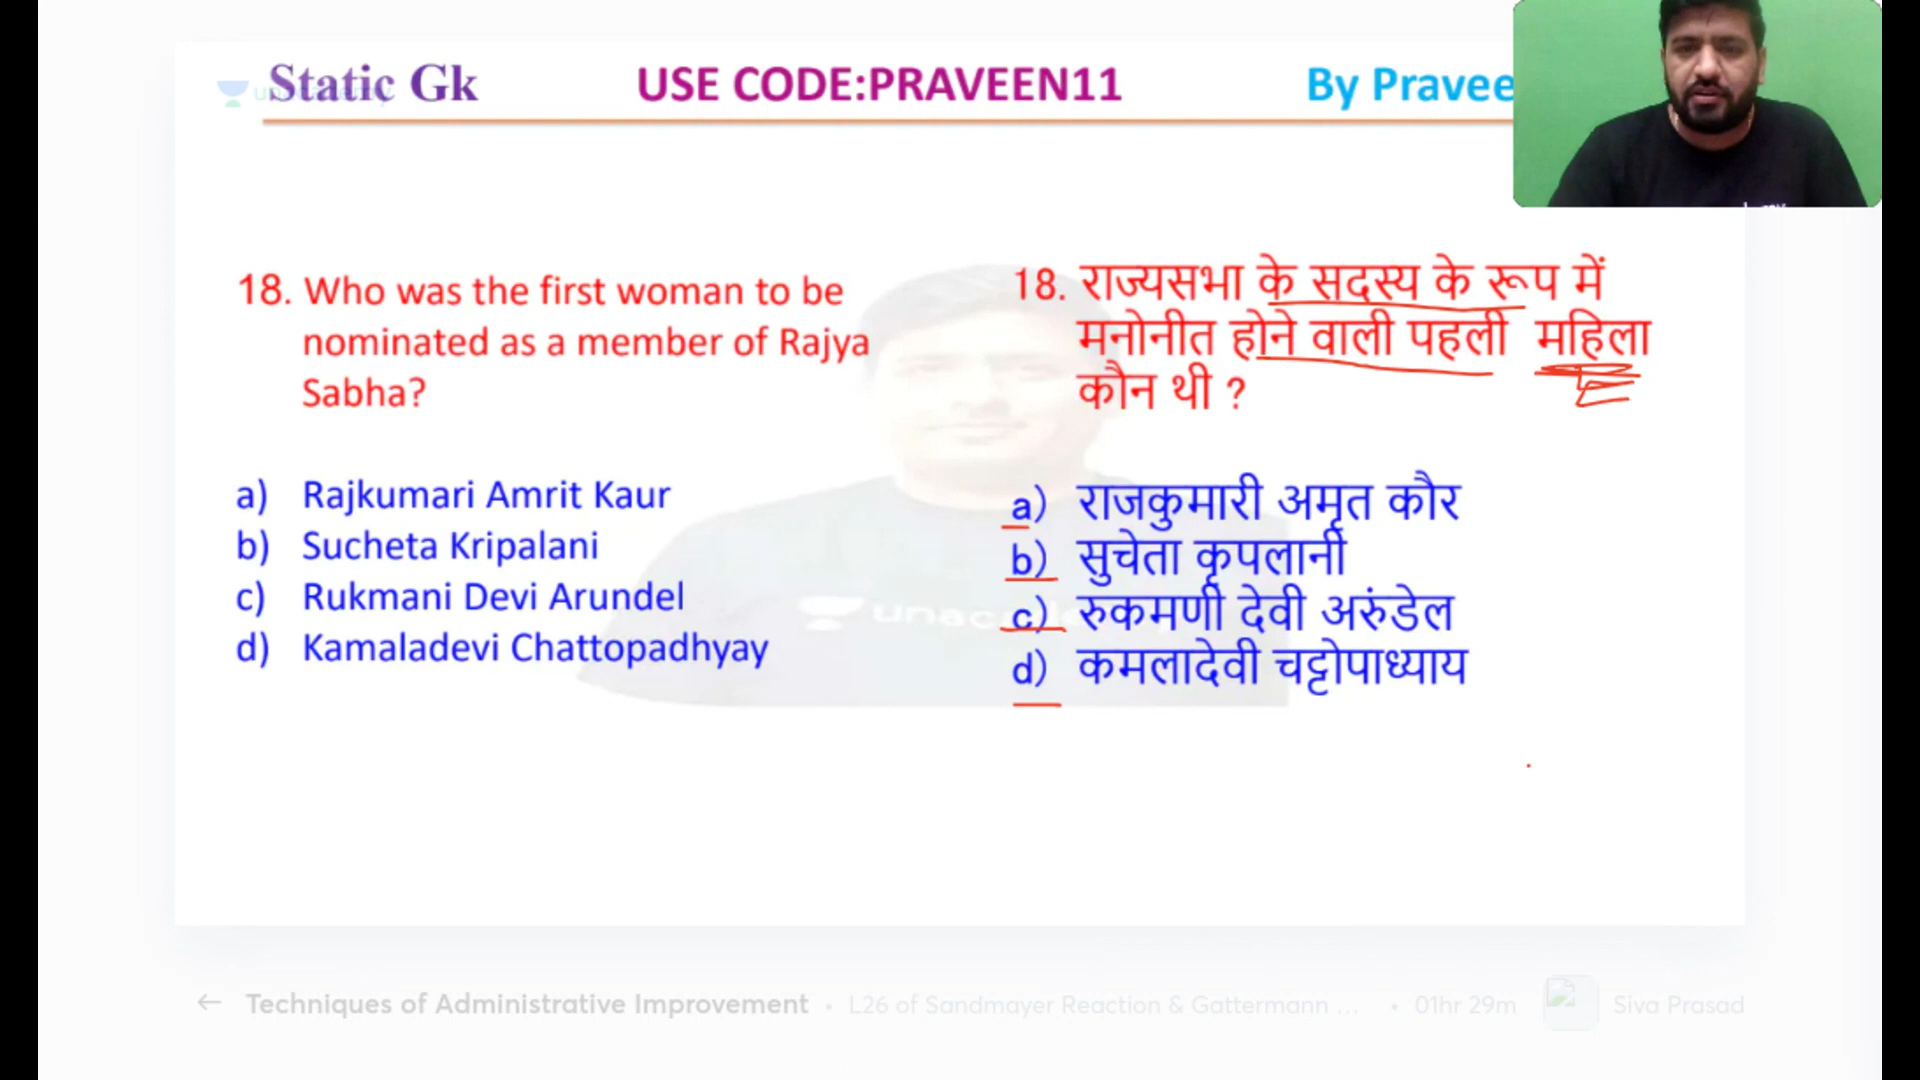 Static Gk
USE CODE:PRAVEEN11
By Pravee
18. Who was the first woman to be
nominated as a member of Rajya
Sabha?
a) Rajkumari Amrit Kaur
b) Sucheta Kripalani
c) Rukmani Devi Arundel
d) Kamaladevi Chattopadhyay
18. राज्यसभा के सदस्य के रूप में
मनोनीत होने वाली पहली महिला
कौन थी ?
a) राजकुमारी अमृत कौर
b) सुचेता कृपलानी
c) रुकमणी देवी अरुंडेल
d) कमलादेवी चट्टोपाध्याय
Techniques of Administrative Improvement • L26 of Sandmayer Reaction & Gattermann ... • 01hr 29m Siva Prasad